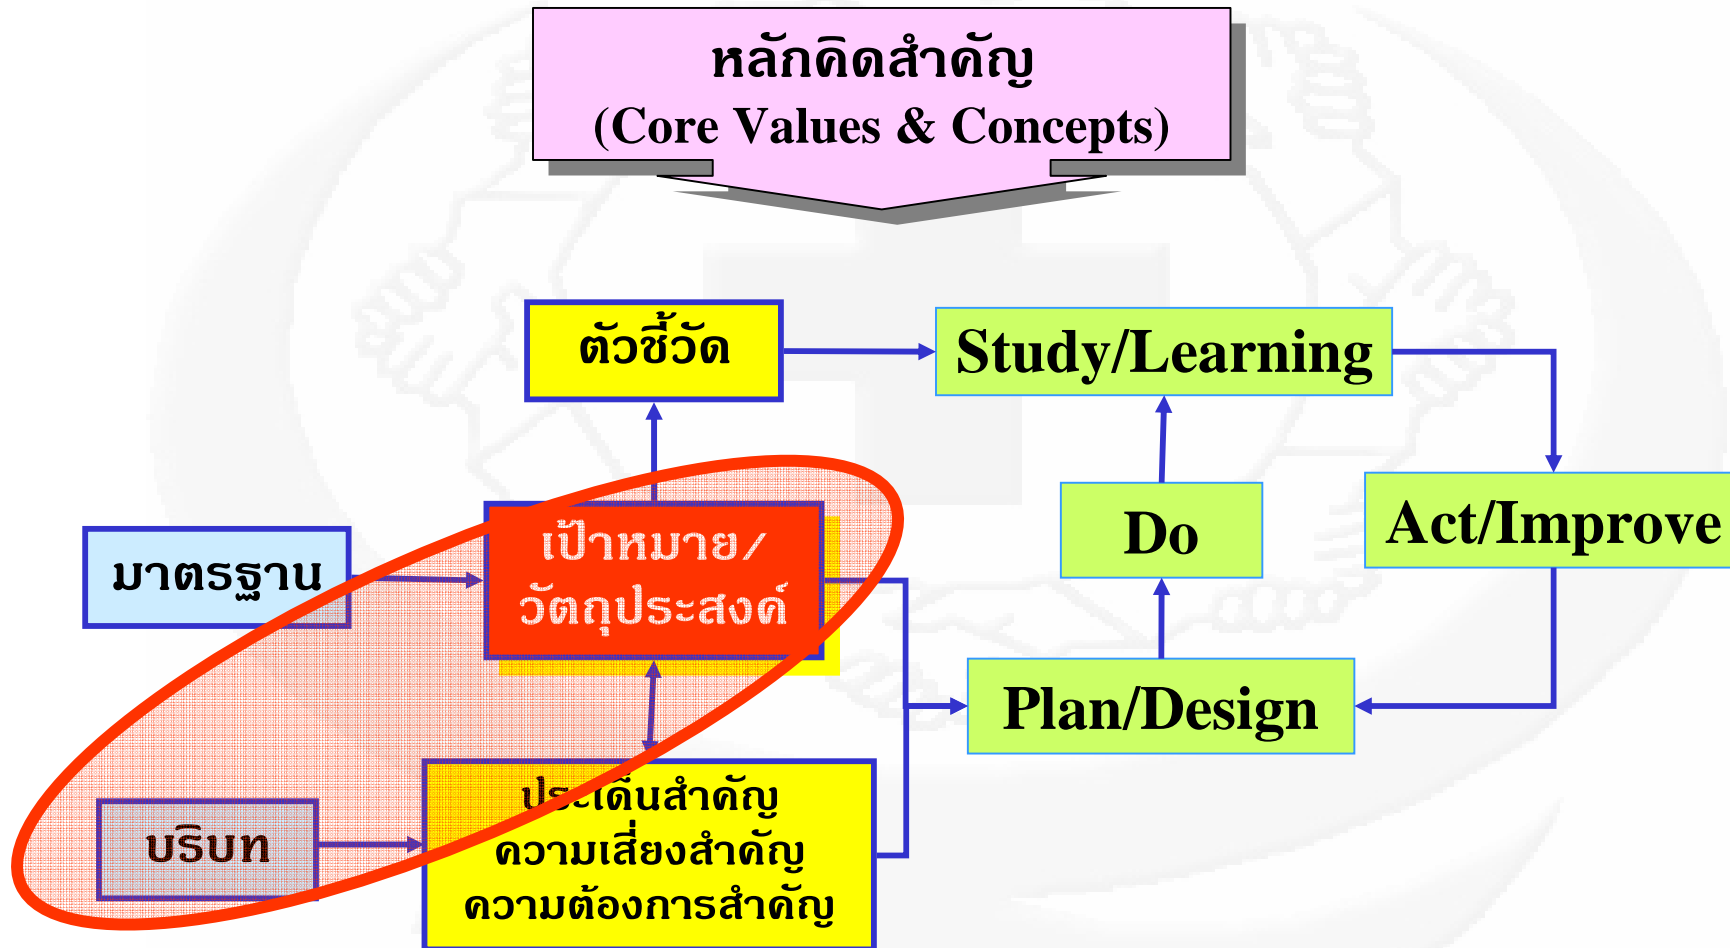 หลักคิดสำคัญ
(Core Values & Concepts)
ตัวชี้วัด
Study/Learning
มาตรฐาน
เป้าหมาย/
วัตถุประสงค์
Do
Act/Improve
Plan/Design
บริบท
ประเด็นสำคัญ
ความเสี่ยงสำคัญ
ความต้องการสำคัญ